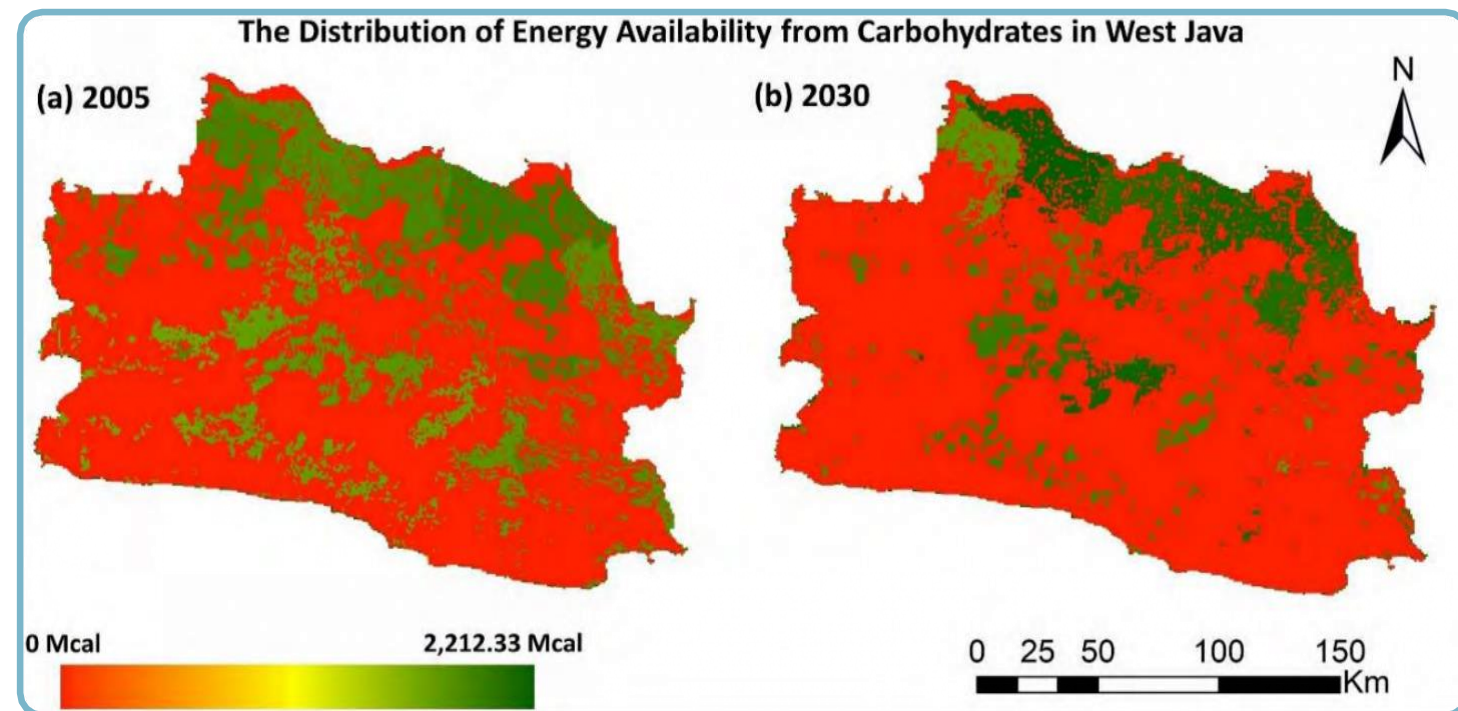 The Distribution of Energy Availability from Carbohydrates in West Java
(a) 2005
(b) 2030
N
0 Mcal
2,212.33 Mcal
0 25 50 100 150
Km